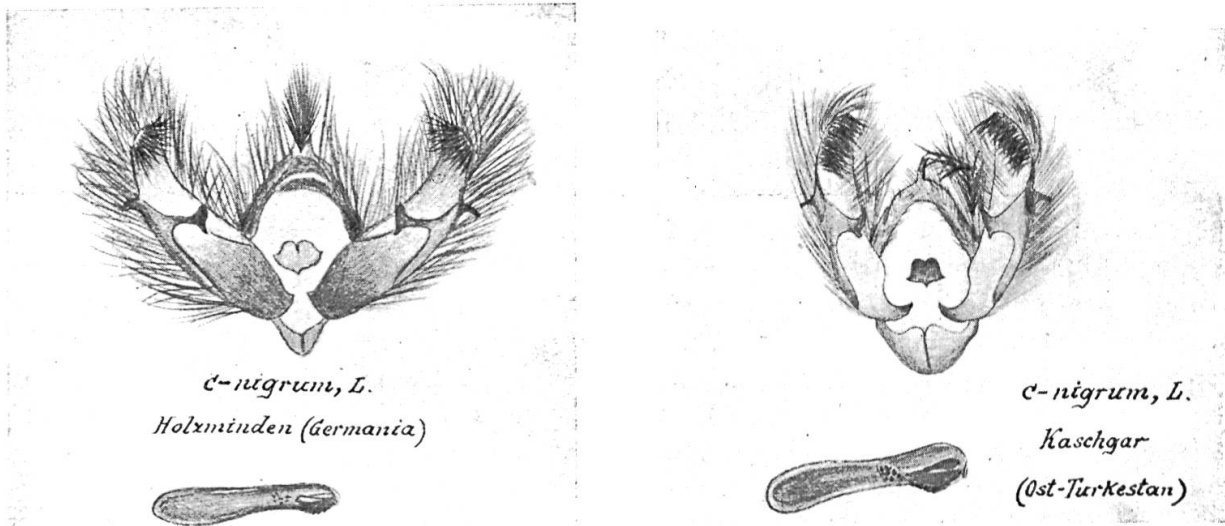 c-nigrum, L.
Holzminden (Germania)
c-nigrum, L.
Kaschgar
(Ost-Turkestan)